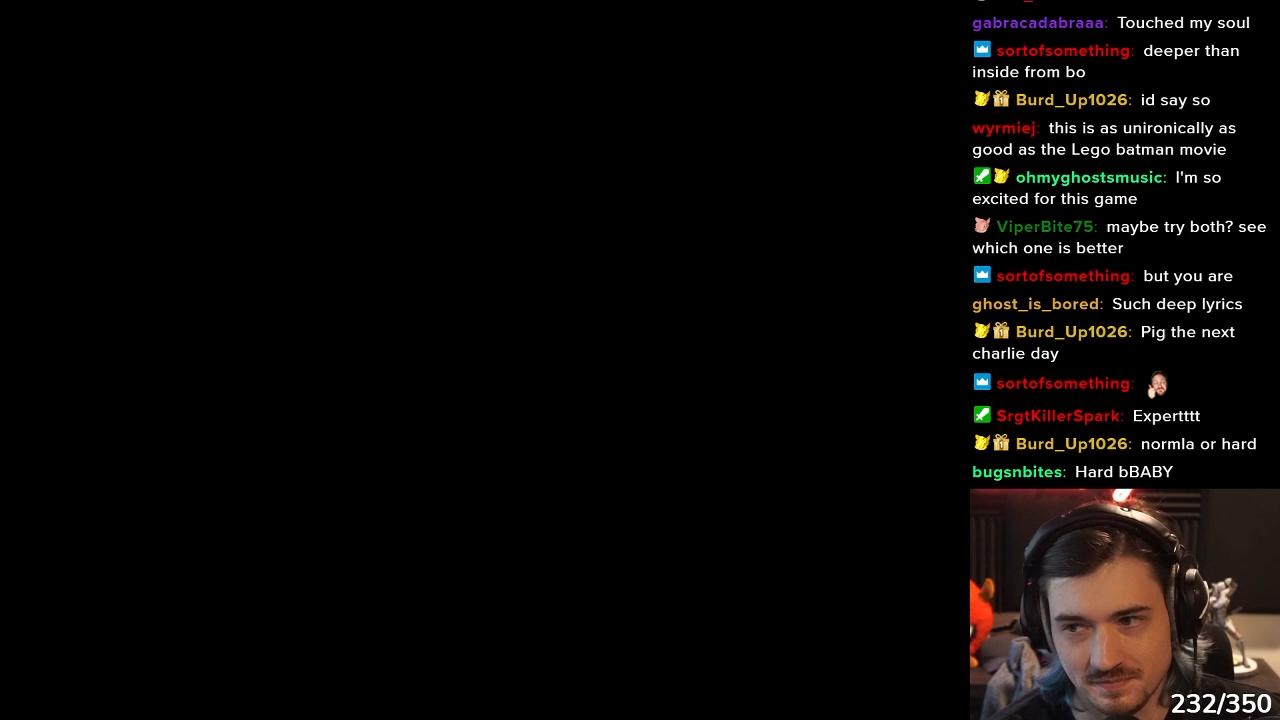 gabracadabraaa: Touched my soul
sortofsomething: deeper than
inside from bo
Burd_Up1026: id say so
wyrmiej: this is as unironically as
good as the Lego batman movie
ohmyghostsmusic: I'm so
excited for this game
ViperBite75: maybe try both? see
which one is better
sortofsomething: but you are
ghost_is_bored: Such deep lyrics
Burd_Up1026: Pig the next
charlie day
sortofsomething:
SrgtKillerSpark: Expertttt
Burd_Up1026: normla or hard
bugsnbites: Hard bBABY
232/350